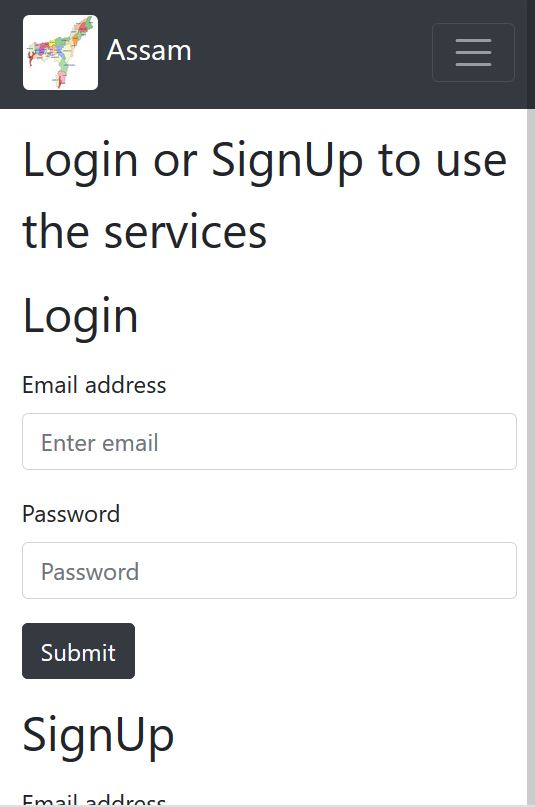 Assam
Login or SignUp to use
the services
Login
Email address
Enter email
Password
Password
Submit
SignUp
Email address